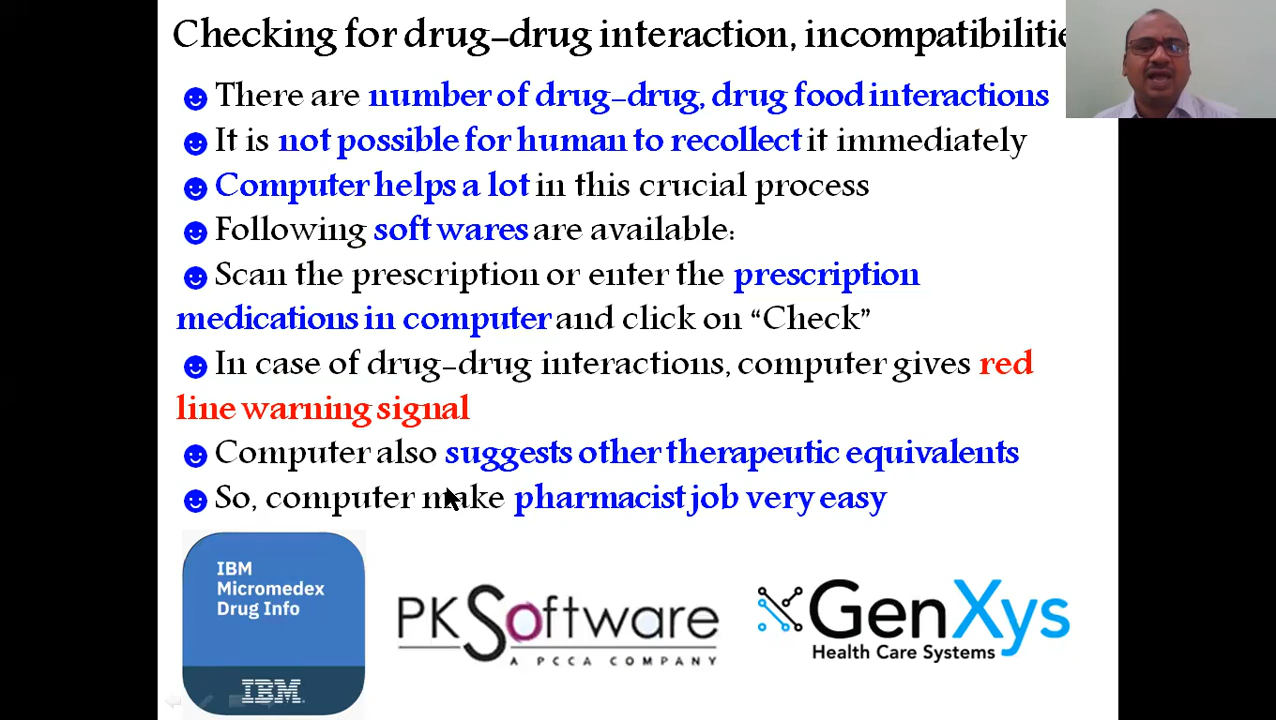 Checking for drug-drug interaction, incompatibilitie
There are number of drug-drug, drug food interactions
It is not possible for human to recollect it immediately
Computer helps a lot in this crucial process
Following soft wares are available:
Scan the prescription or enter the prescription
medications in computer and click on “Check”
In case of drug-drug interactions, computer gives red
line warning signal
Computer also suggests other therapeutic equivalents
So, computer make pharmacist job very easy
IBM
Micromedex
Drug Info
IBM
PK Software
A PCCA COMPANY
GenXys
Health Care Systems